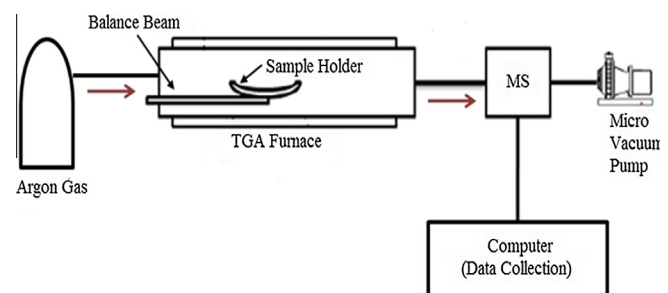 Balance Beam
Sample Holder
MS
TGA Furnace
Argon Gas
Micro
Vacuum
Pump
Computer
(Data Collection)